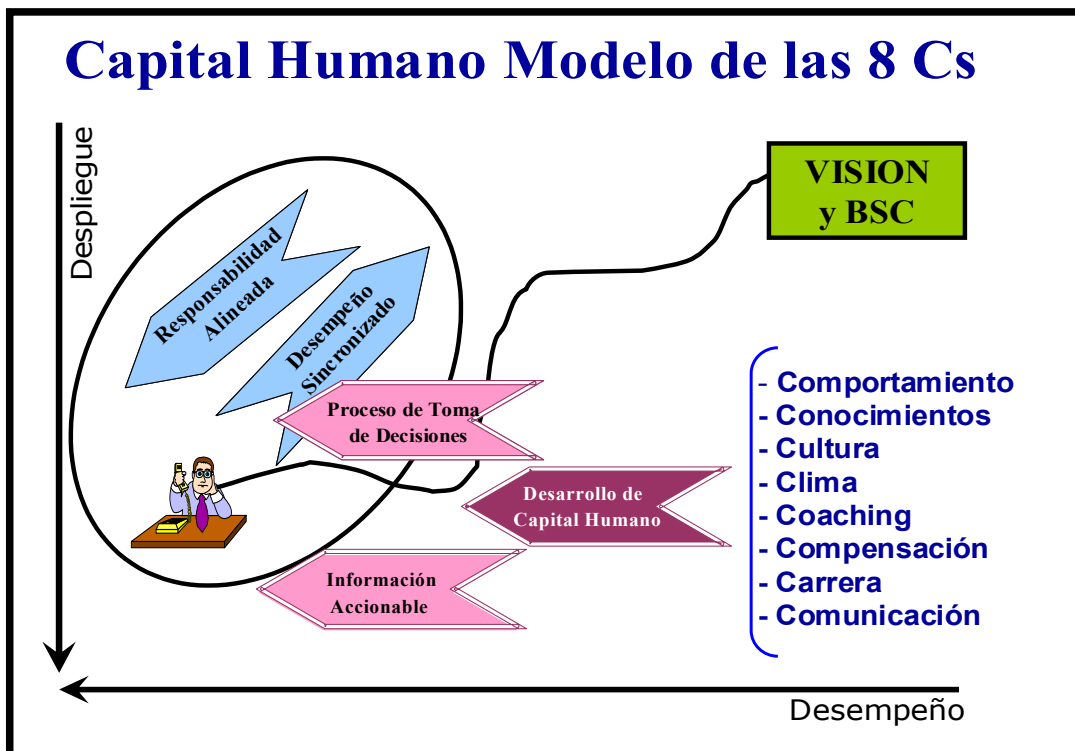 Capital Humano Modelo de las 8 Cs
Despliegue
VISION
y BSC
Responsabilidad
Alineada
Desempeño
Sincronizado
Proceso de Toma
de Decisiones
Desarrollo de
Capital Humano
Información
Accionable
- Comportamiento
- Conocimientos
- Cultura
- Clima
- Coaching
- Compensación
- Carrera
- Comunicación
Desempeño